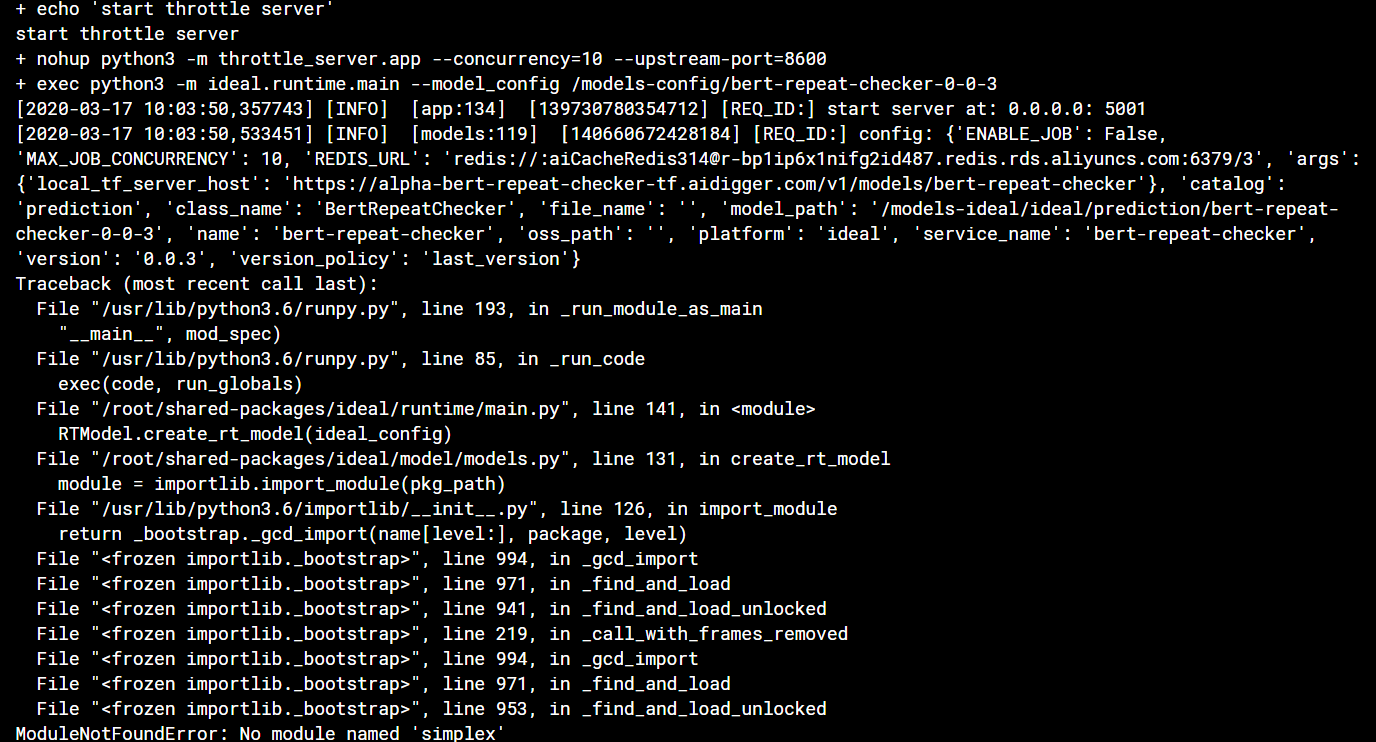 + echo 'start throttle server'
start throttle server
+ nohup python3 -m throttle_server.app --concurrency=10 --upstream-port=8600
+ exec python3 -m ideal.runtime.main --model_config /models-config/bert-repeat-checker-0-0-3
[2020-03-17 10:03:50,357743] [INFO]  [app:134]  [139730780354712] [REQ_ID:] start server at: 0.0.0.0: 5001
[2020-03-17 10:03:50,533451] [INFO]  [models:119]  [140660672428184] [REQ_ID:] config: {'ENABLE_JOB': False,
'MAX_JOB_CONCURRENCY': 10, 'REDIS_URL': 'redis://:aiCacheRedis314@r-bp1ip6x1nifg2id487.redis.rds.aliyuncs.com:6379/3', 'args':
{'local_tf_server_host': 'https://alpha-bert-repeat-checker-tf.aidigger.com/v1/models/bert-repeat-checker'}, 'catalog':
'prediction', 'class_name': 'BertRepeatChecker', 'file_name': '', 'model_path': '/models-ideal/ideal/prediction/bert-repeat-
checker-0-0-3', 'name': 'bert-repeat-checker', 'oss_path': '', 'platform': 'ideal', 'service_name': 'bert-repeat-checker',
'version': '0.0.3', 'version_policy': 'last_version'}
Traceback (most recent call last):
  File "/usr/lib/python3.6/runpy.py", line 193, in _run_module_as_main
    "__main__", mod_spec)
  File "/usr/lib/python3.6/runpy.py", line 85, in _run_code
    exec(code, run_globals)
  File "/root/shared-packages/ideal/runtime/main.py", line 141, in <module>
    RTModel.create_rt_model(ideal_config)
  File "/root/shared-packages/ideal/model/models.py", line 131, in create_rt_model
    module = importlib.import_module(pkg_path)
  File "/usr/lib/python3.6/importlib/__init__.py", line 126, in import_module
    return _bootstrap._gcd_import(name[level:], package, level)
  File "<frozen importlib._bootstrap>", line 994, in _gcd_import
  File "<frozen importlib._bootstrap>", line 971, in _find_and_load
  File "<frozen importlib._bootstrap>", line 941, in _find_and_load_unlocked
  File "<frozen importlib._bootstrap>", line 219, in _call_with_frames_removed
  File "<frozen importlib._bootstrap>", line 994, in _gcd_import
  File "<frozen importlib._bootstrap>", line 971, in _find_and_load
  File "<frozen importlib._bootstrap>", line 953, in _find_and_load_unlocked
ModuleNotFoundError: No module named 'simplex'